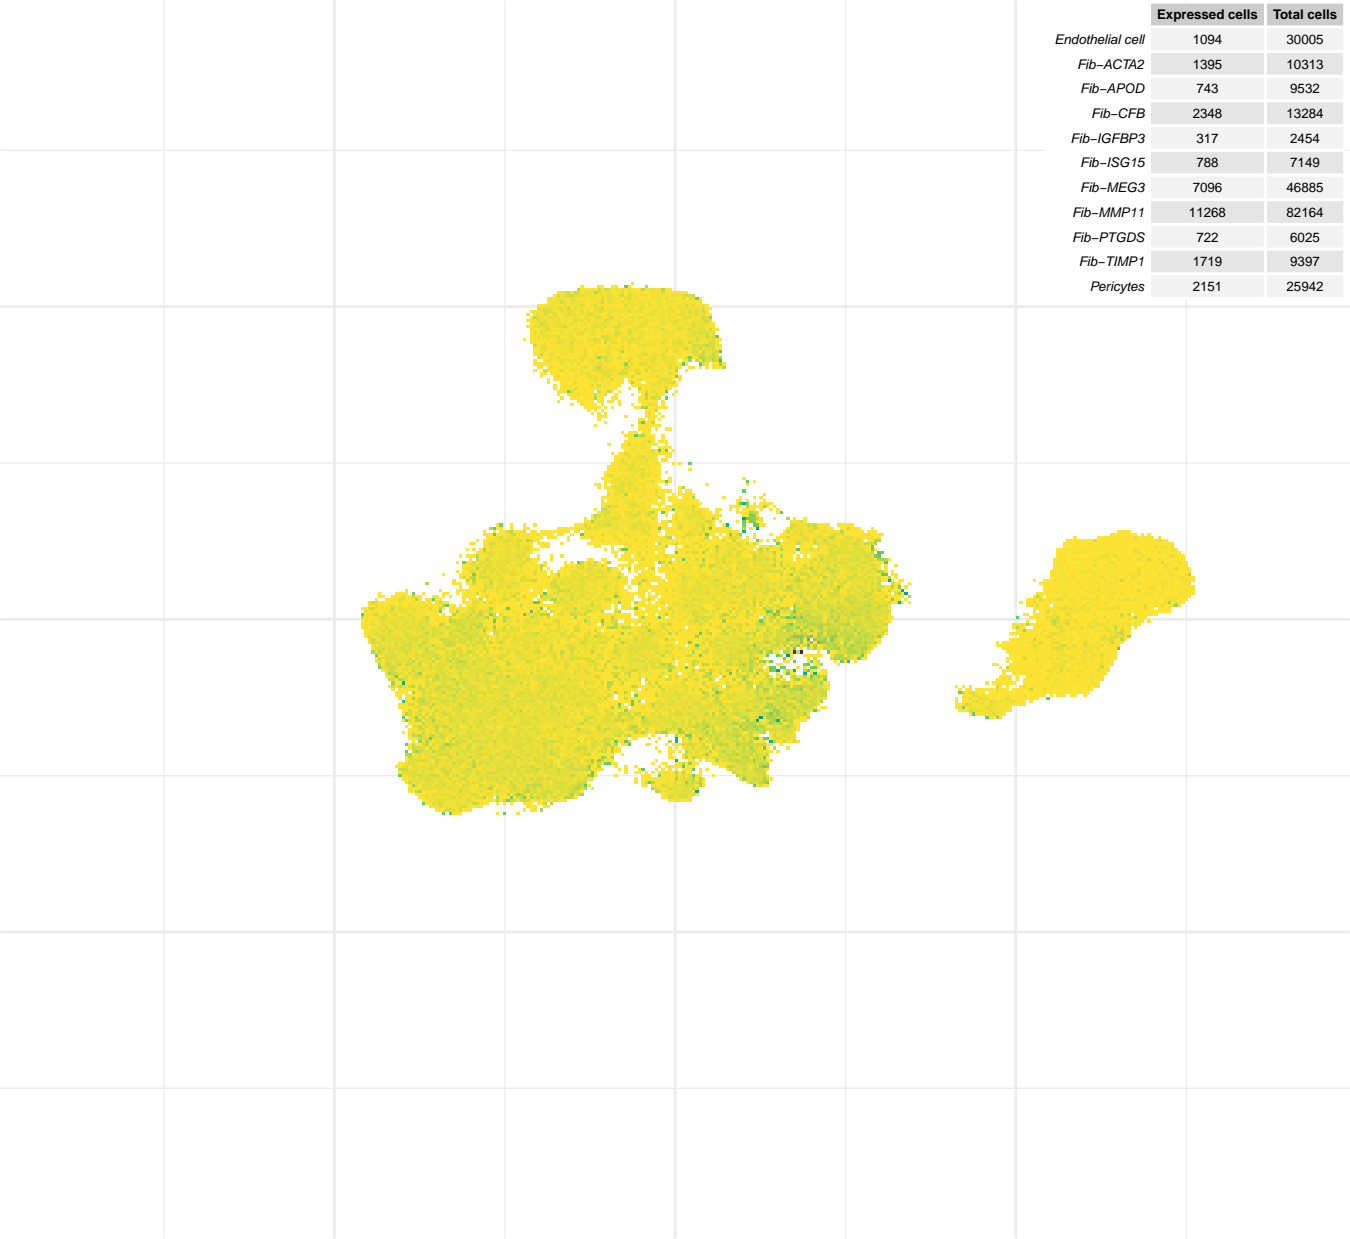 Expressed cells Total cells
Endothelial cell 1094 30005
Fib−ACTA2 1395 10313
Fib−APOD 743 9532
Fib−CFB 2348 13284
Fib−IGFBP3 317 2454
Fib−ISG15 788 7149
Fib−MEG3 7096 46885
Fib−MMP11 11268 82164
Fib−PTGDS 722 6025
Fib−TIMP1 1719 9397
Pericytes 2151 25942